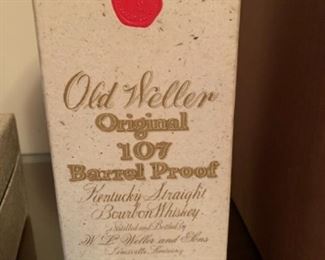 Old Weller
Original
107
Barrel Proof
Kentucky Straight
Bourbon Whiskey
Distilled and Bottled by
W. L. Weller and Sons
Louisville, Kentucky